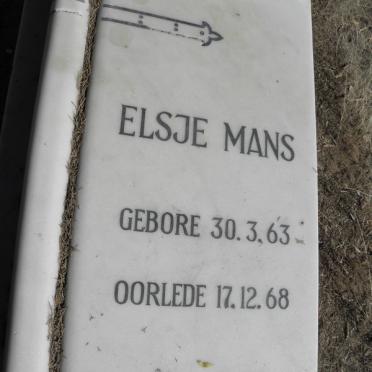 ELSJE MANS
GEBORE 30.3.63
OORLEDE 17.12.68